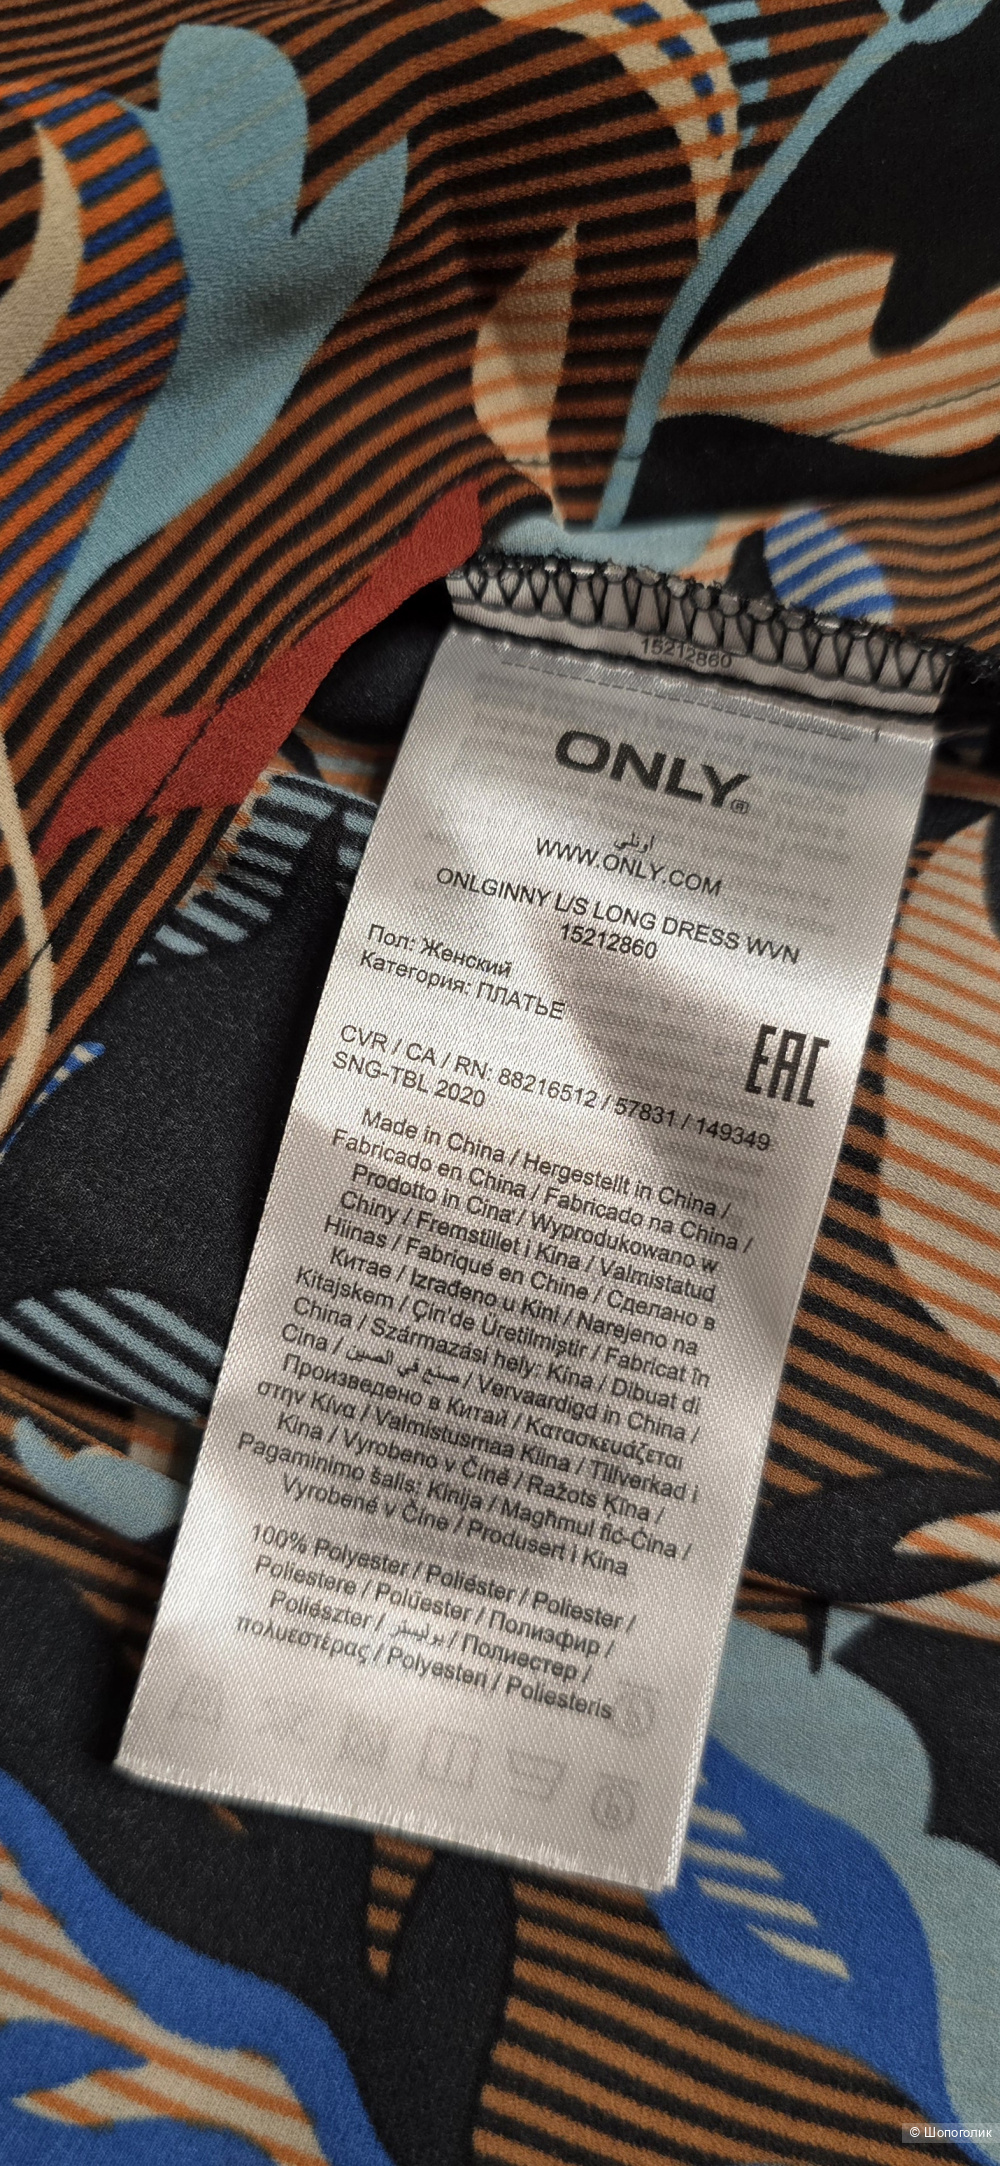 15212860
ONLY®
اونلي
WWW.ONLY.COM
ONLGINNY L/S LONG DRESS WVN
15212860
Пол: Женский
Категория: ПЛАТЬЕ
EAC
CVR / CA / RN: 88216512 / 57831 / 149349
SNG-TBL 2020
Made in China / Hergestellt in China /
Fabricado en China / Fabricado na China /
Prodotto in Cina / Wyprodukowano w
Chiny / Fremstillet i Kina / Valmistatud
Hiinas / Fabriqué en Chine / Сделано в
Китае / Izrađeno u Kini / Narejeno na
Kitajskem / Çin'de Üretilmiştir / Fabricat în
China / Származási hely: Kína / Dibuat di
Cina / صنع في الصين / Vervaardigd in China /
Произведено в Китай / Κατασκευάζεται
στην Κίνα / Valmistusmaa Kiina / Tillverkad i
Kina / Vyrobeno v Číně / Ražots Ķīna /
Pagaminimo šalis: Kinija / Magħmul fic-Ċina /
Vyrobené v Číne / Produsert i Kina
100% Polyester / Poliéster / Poliester /
Poliestere / Polüester / Полиэфир /
Poliészter / بوليستر / Полиестер /
πολυεστέρας / Polyesteri / Poliesteris
© Шопоголик